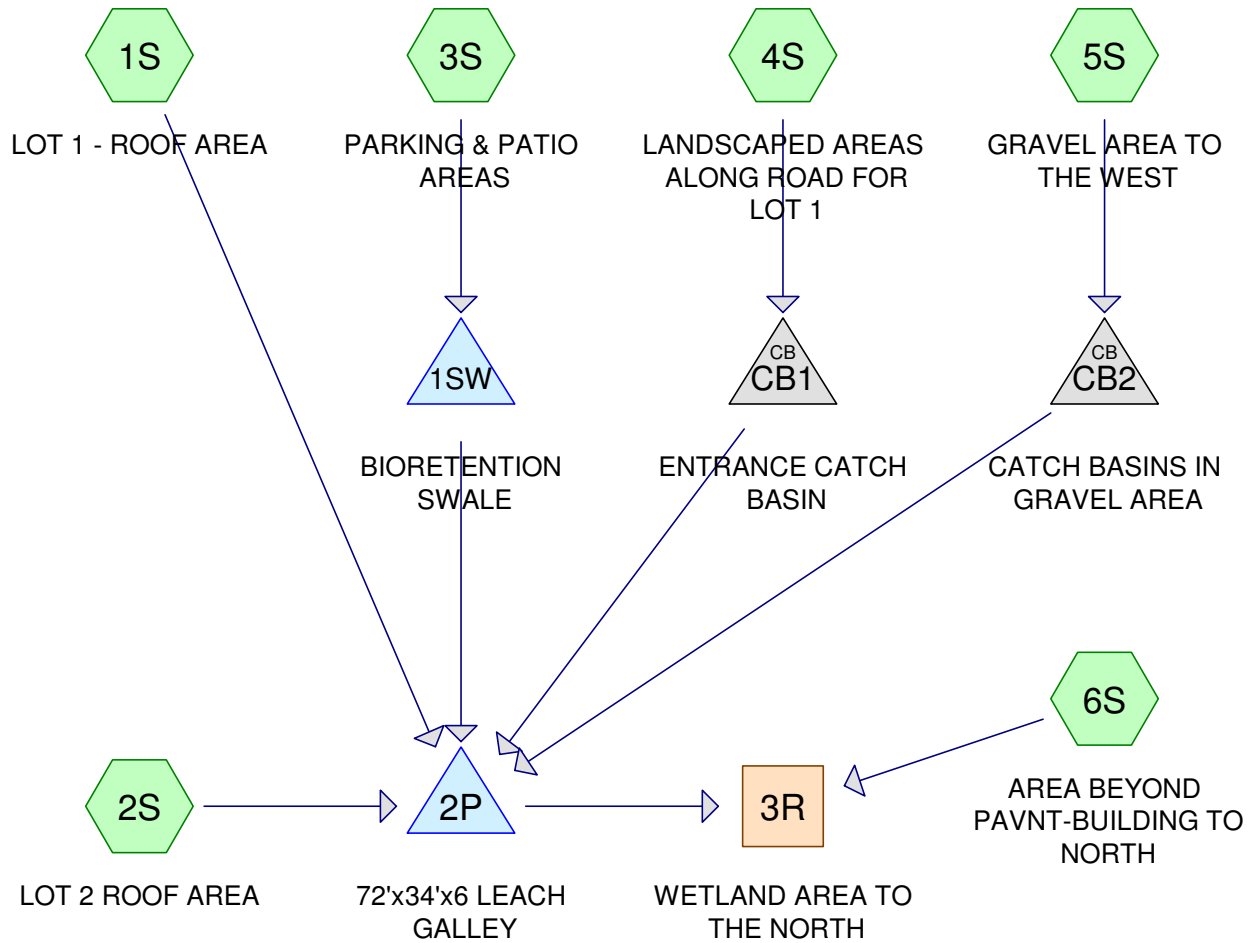 1S
LOT 1 - ROOF AREA
3S
PARKING & PATIO
AREAS
4S
LANDSCAPED AREAS
ALONG ROAD FOR
LOT 1
5S
GRAVEL AREA TO
THE WEST
1SW
BIORETENTION
SWALE
CB
CB1
ENTRANCE CATCH
BASIN
CB
CB2
CATCH BASINS IN
GRAVEL AREA
2S
LOT 2 ROOF AREA
2P
72'x34'x6 LEACH
GALLEY
3R
WETLAND AREA TO
THE NORTH
6S
AREA BEYOND
PAVNT-BUILDING TO
NORTH